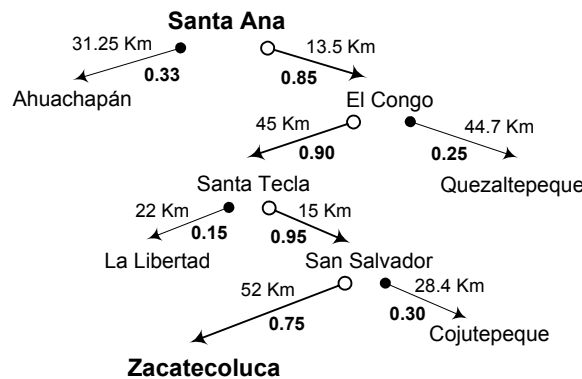 Santa Ana
31.25 Km
13.5 Km
0.33
0.85
Ahuachapán
El Congo
45 Km
44.7 Km
0.90
0.25
Santa Tecla
Quezaltepeque
22 Km
15 Km
0.15
0.95
La Libertad
San Salvador
52 Km
28.4 Km
0.75
0.30
Cojutepeque
Zacatecoluca